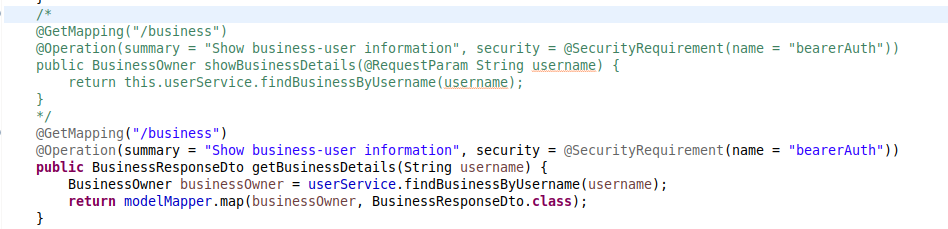 /*
@GetMapping("/business")
@Operation(summary = "Show business-user information", security = @SecurityRequirement(name = "bearerAuth"))
public BusinessOwner showBusinessDetails(@RequestParam String username) {
    return this.userService.findBusinessByUsername(username);
}
*/
@GetMapping("/business")
@Operation(summary = "Show business-user information", security = @SecurityRequirement(name = "bearerAuth"))
public BusinessResponseDto getBusinessDetails(String username) {
    BusinessOwner businessOwner = userService.findBusinessByUsername(username);
    return modelMapper.map(businessOwner, BusinessResponseDto.class);
}